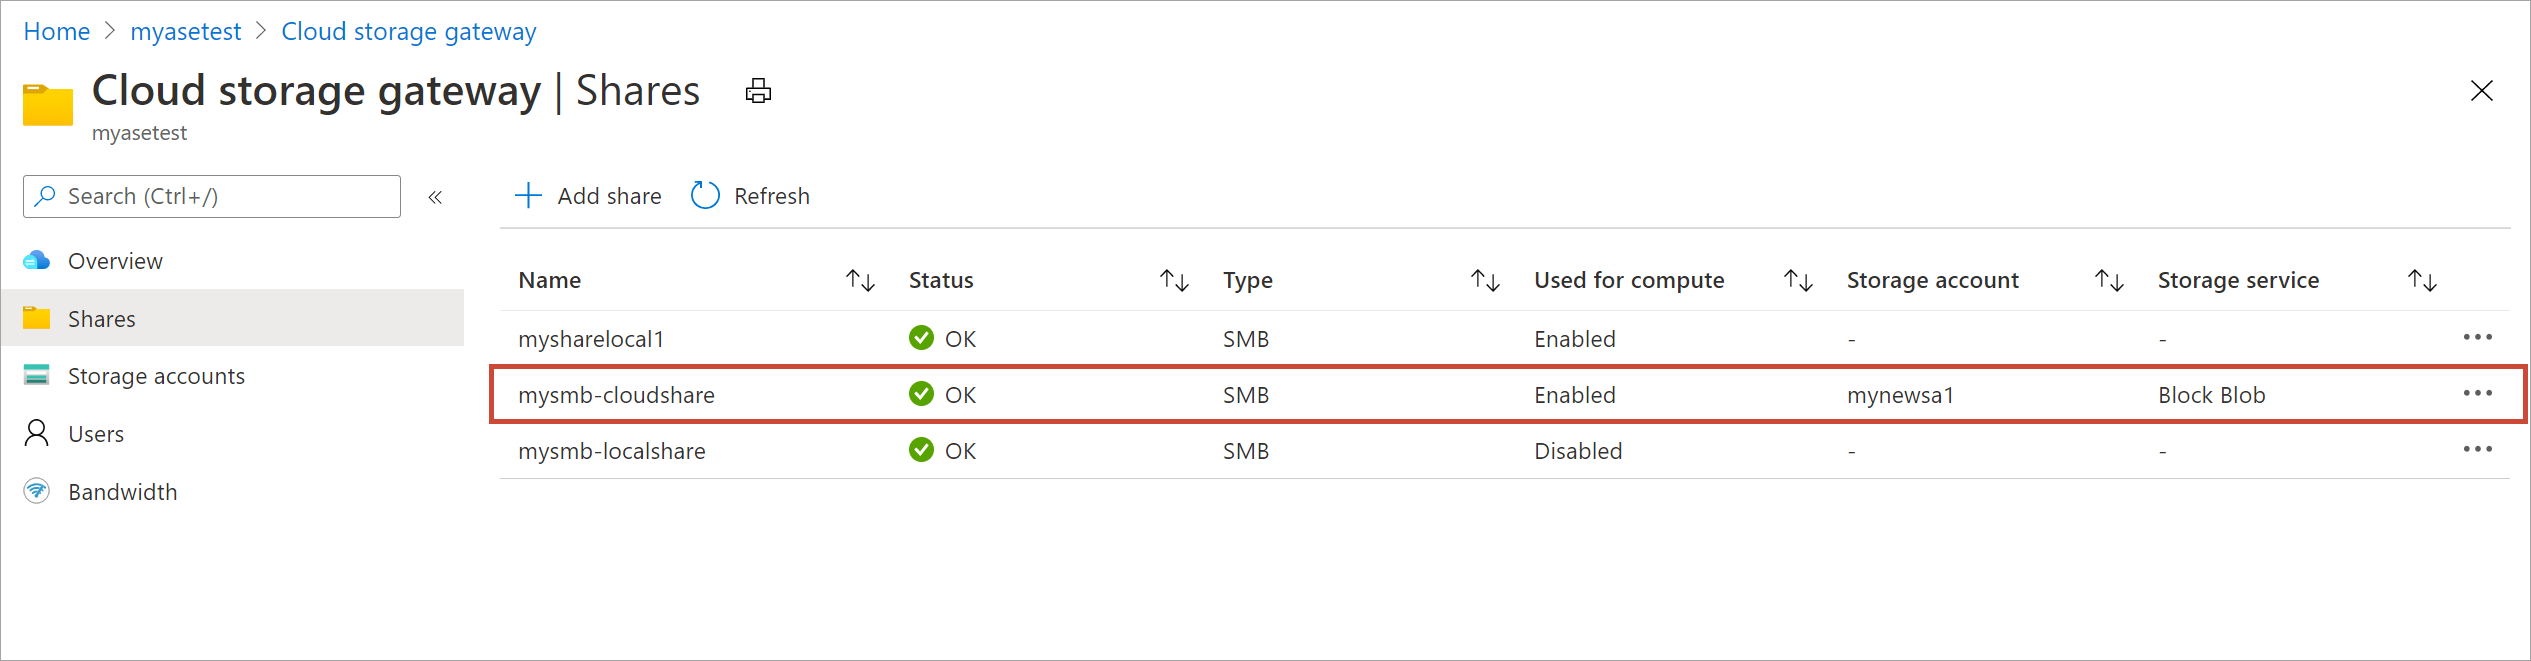 Home > myasetest > Cloud storage gateway
Cloud storage gateway | Shares
myasetest
Search (Ctrl+/) «
Add share Refresh
Overview
Shares
Storage accounts
Users
Bandwidth
Name Status Type Used for compute Storage account Storage service
mysharelocal1 OK SMB Enabled - - ...
mysmb-cloudshare OK SMB Enabled mynewsa1 Block Blob ...
mysmb-localshare OK SMB Disabled - - ...